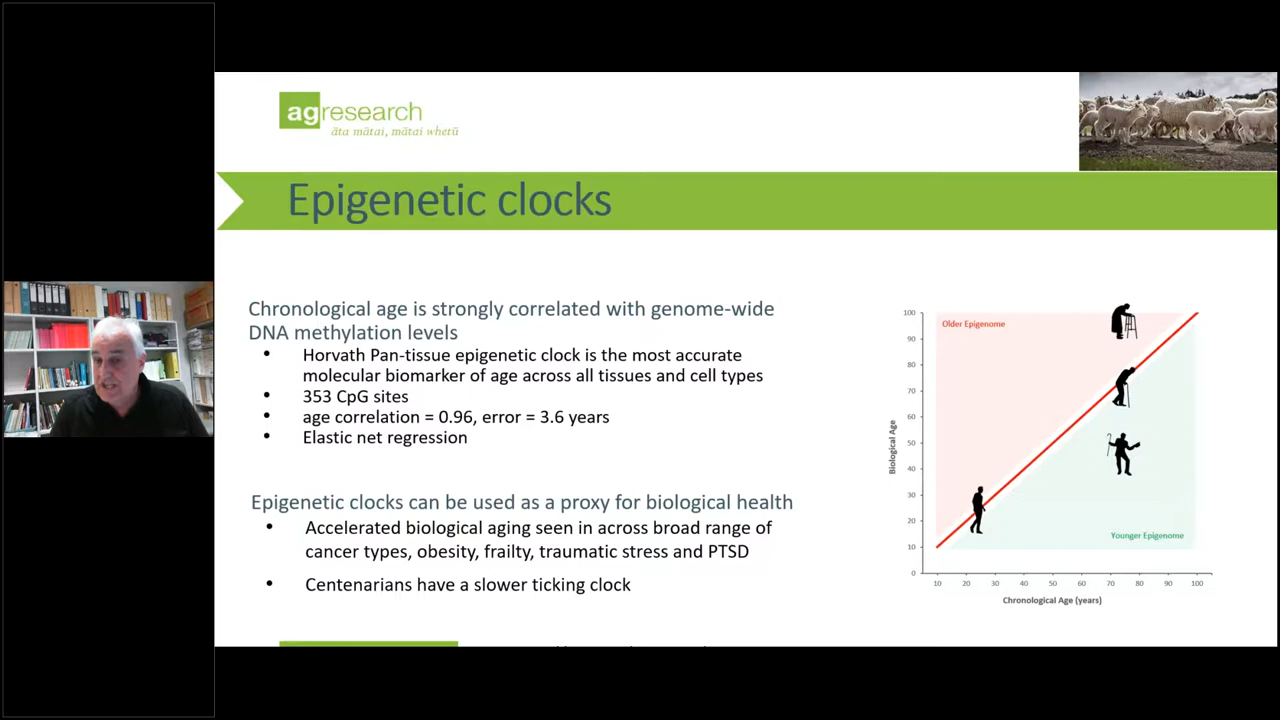 agresearch
āta mātai, mātai whetū
Epigenetic clocks
Chronological age is strongly correlated with genome-wide
DNA methylation levels
• Horvath Pan-tissue epigenetic clock is the most accurate
molecular biomarker of age across all tissues and cell types
• 353 CpG sites
• age correlation = 0.96, error = 3.6 years
• Elastic net regression
Epigenetic clocks can be used as a proxy for biological health
• Accelerated biological aging seen in across broad range of
cancer types, obesity, frailty, traumatic stress and PTSD
• Centenarians have a slower ticking clock
Older Epigenome
Younger Epigenome
Biological Age
100
90
80
70
60
50
40
30
20
10
0
10 20 30 40 50 60 70 80 90 100
Chronological Age (years)